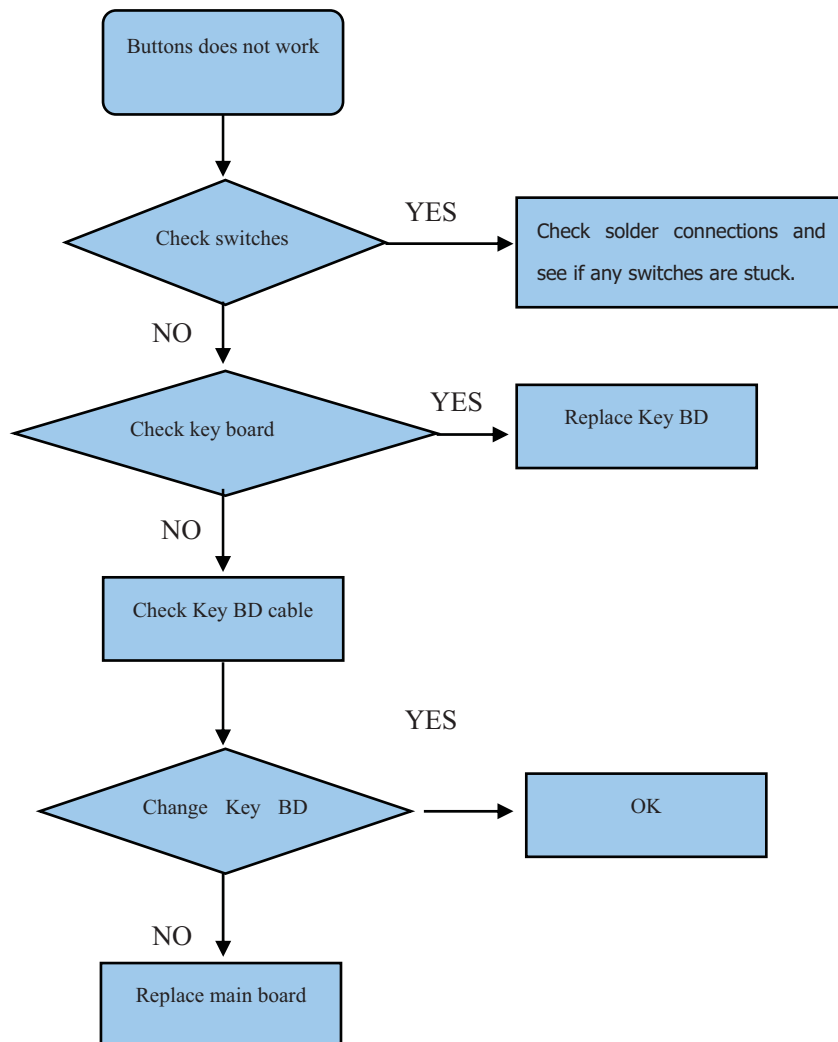 Buttons does not work
Check switches
YES
Check solder connections and
see if any switches are stuck.
NO
Check key board
YES
Replace Key BD
NO
Check Key BD cable
YES
Change Key BD
OK
NO
Replace main board